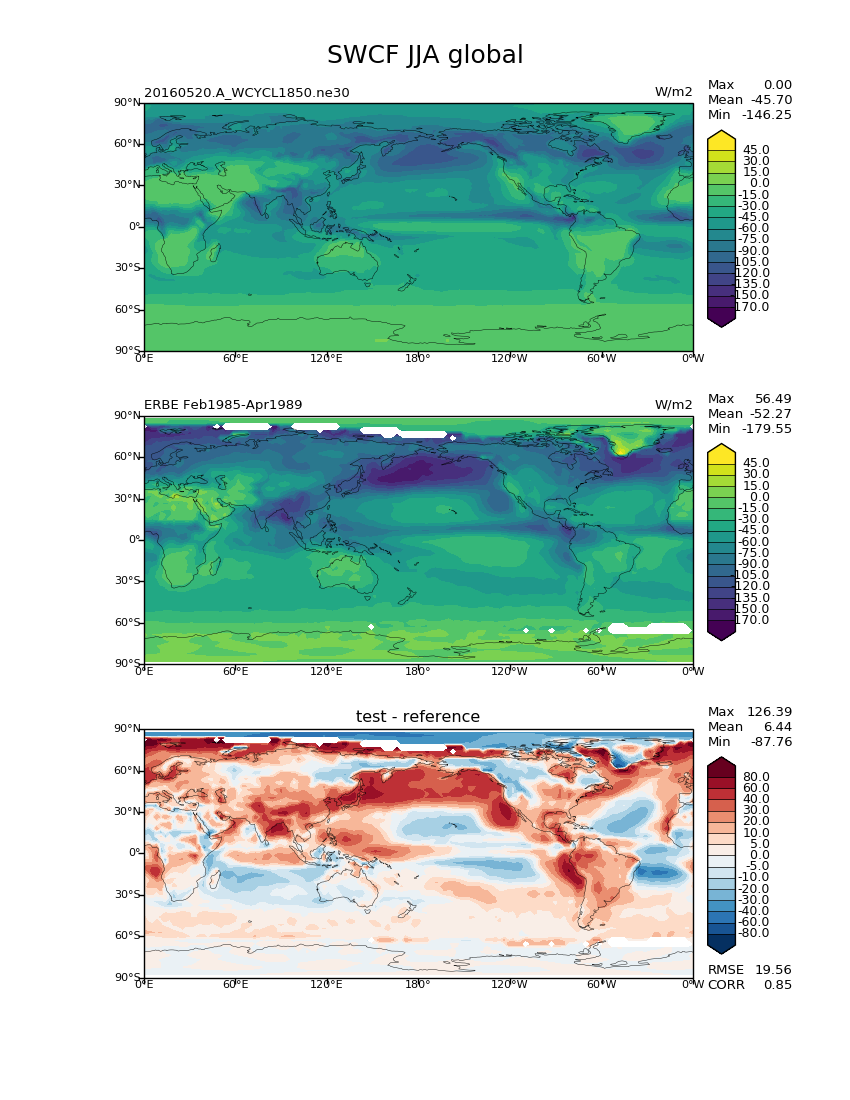 SWCF JJA global
20160520.A_WCYCL1850.ne30 W/m2
Max 0.00
Mean -45.70
Min -146.25
90°N
60°N
30°N
0°
30°S
60°S
90°S
0°E 60°E 120°E 180° 120°W 60°W 0°W
45.0
30.0
15.0
0.0
-15.0
-30.0
-45.0
-60.0
-75.0
-90.0
105.0
120.0
135.0
150.0
170.0
ERBE Feb1985-Apr1989 W/m2
Max 56.49
Mean -52.27
Min -179.55
90°N
60°N
30°N
0°
30°S
60°S
90°S
0°E 60°E 120°E 180° 120°W 60°W 0°W
45.0
30.0
15.0
0.0
-15.0
-30.0
-45.0
-60.0
-75.0
-90.0
-105.0
120.0
135.0
150.0
170.0
test - reference
Max 126.39
Mean 6.44
Min -87.76
90°N
60°N
30°N
0°
30°S
60°S
90°S
0°E 60°E 120°E 180° 120°W 60°W 0°W
80.0
60.0
40.0
30.0
20.0
10.0
5.0
0.0
-5.0
-10.0
-20.0
-30.0
-40.0
-60.0
-80.0
RMSE 19.56
CORR 0.85